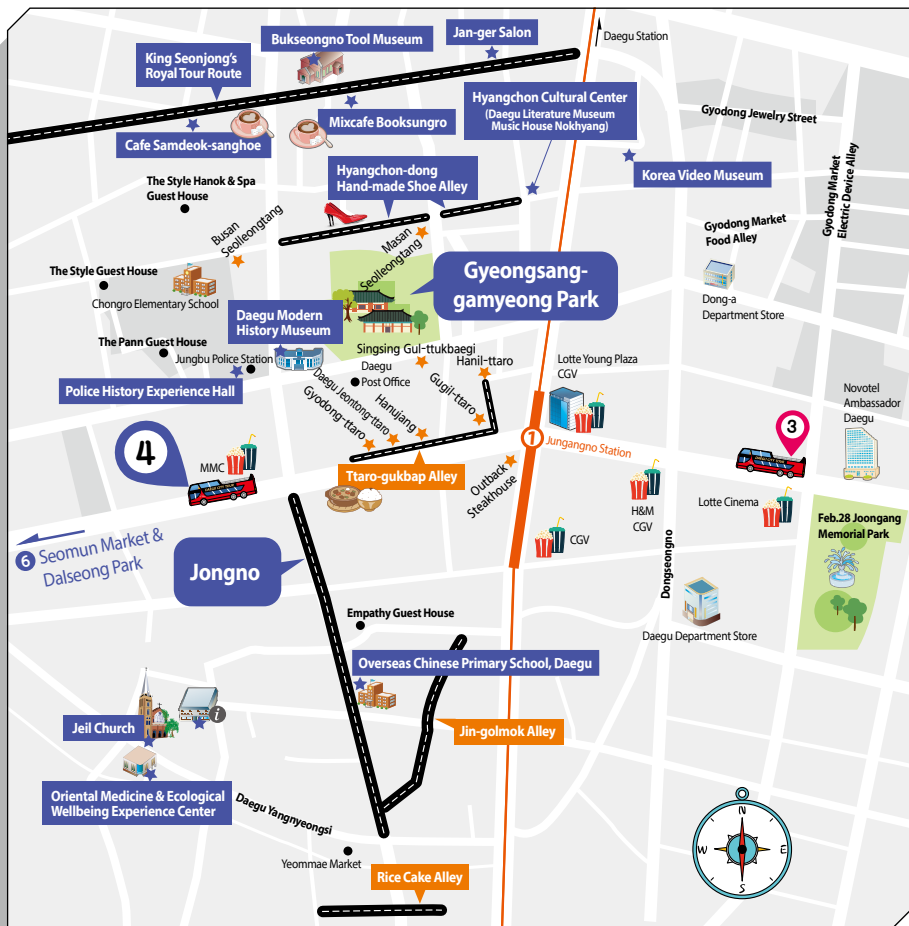 Daegu Station
Bukseongno Tool Museum
Jan-ger Salon
King Seonjong's
Royal Tour Route
Hyangchon Cultural Center
(Daegu Literature Museum
Music House Nokhyang)
Mixcafe Booksungro
Cafe Samdeok-sanghoe
Gyodong Jewelry Street
Korea Video Museum
Hyangchon-dong
Hand-made Shoe Alley
The Style Hanok & Spa
Guest House
Gyodong Market
Electric Device Alley
Gyodong Market
Food Alley
Busan
Seolleongtang
Masan
Seolleongtang
Gyeongsang-
gamyeong Park
The Style Guest House
Chongro Elementary School
Dong-a
Department Store
Daegu Modern
History Museum
The Pann Guest House
Jungbu Police Station
Singsing Gul-ttukbaegi
Hanil-ttaro
Daegu
Post Office
Police History Experience Hall
Gugil-ttaro
Hanujang
Daegu Jeontong-ttaro
Gyodong-ttaro
Lotte Young Plaza
CGV
Novotel
Ambassador
Daegu
3
4
MMC
1
Jungangno Station
Ttaro-gukbap Alley
Outback
Steakhouse
H&M
CGV
Lotte Cinema
Feb.28 Joongang
Memorial Park
CGV
6 Seomun Market &
Dalseong Park
Jongno
Dongseongno
Empathy Guest House
Daegu Department Store
Overseas Chinese Primary School, Daegu
i
Jeil Church
Jin-golmok Alley
Oriental Medicine & Ecological
Wellbeing Experience Center
Daegu Yangnyeongsi
Yeommae Market
Rice Cake Alley
N
W
E
S